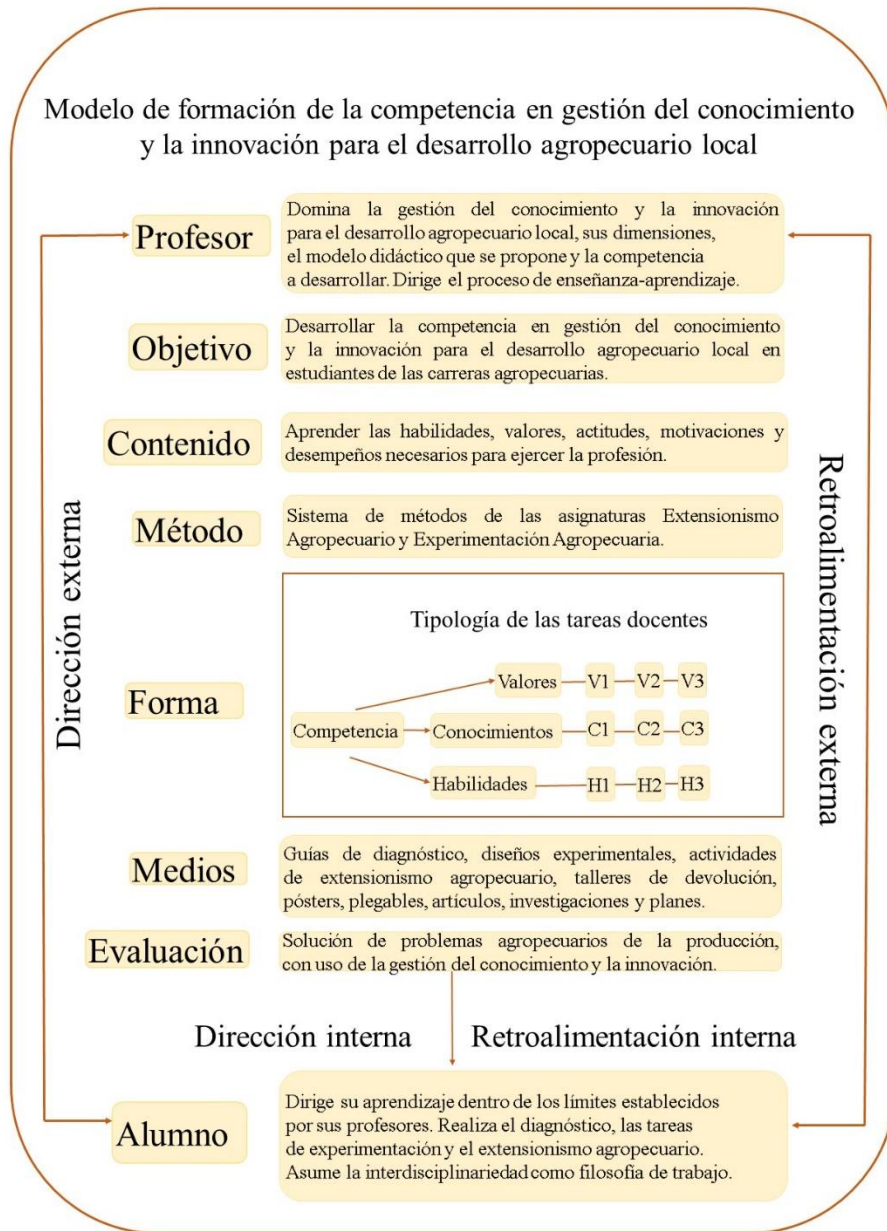 Modelo de formación de la competencia en gestión del conocimiento
y la innovación para el desarrollo agropecuario local
Profesor
Domina la gestión del conocimiento y la innovación
para el desarrollo agropecuario local, sus dimensiones,
el modelo didáctico que se propone y la competencia
a desarrollar. Dirige el proceso de enseñanza-aprendizaje.
Objetivo
Desarrollar la competencia en gestión del conocimiento
y la innovación para el desarrollo agropecuario local en
estudiantes de las carreras agropecuarias.
Contenido
Aprender las habilidades, valores, actitudes, motivaciones y
desempeños necesarios para ejercer la profesión.
Método
Sistema de métodos de las asignaturas Extensionismo
Agropecuario y Experimentación Agropecuaria.
Dirección externa
Retroalimentación externa
Forma
Tipología de las tareas docentes
Valores V1 V2 V3
Competencia Conocimientos C1 C2 C3
Habilidades H1 H2 H3
Medios
Guías de diagnóstico, diseños experimentales, actividades
de extensionismo agropecuario, talleres de devolución,
pósters, plegables, artículos, investigaciones y planes.
Evaluación
Solución de problemas agropecuarios de la producción,
con uso de la gestión del conocimiento y la innovación.
Dirección interna Retroalimentación interna
Alumno
Dirige su aprendizaje dentro de los límites establecidos
por sus profesores. Realiza el diagnóstico, las tareas
de experimentación y el extensionismo agropecuario.
Asume la interdisciplinariedad como filosofía de trabajo.